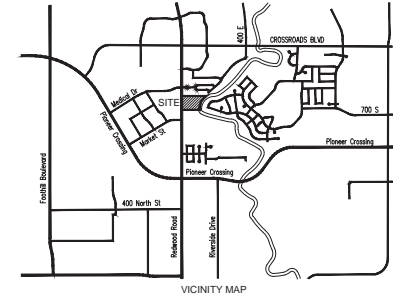 400 E
CROSSROADS BLVD
Medical Dr
SITE
700 S
Pioneer Crossing
Market St
Pioneer Crossing
Pioneer Crossing
Foothill Boulevard
400 North St
Redwood Road
Riverside Drive
VICINITY MAP